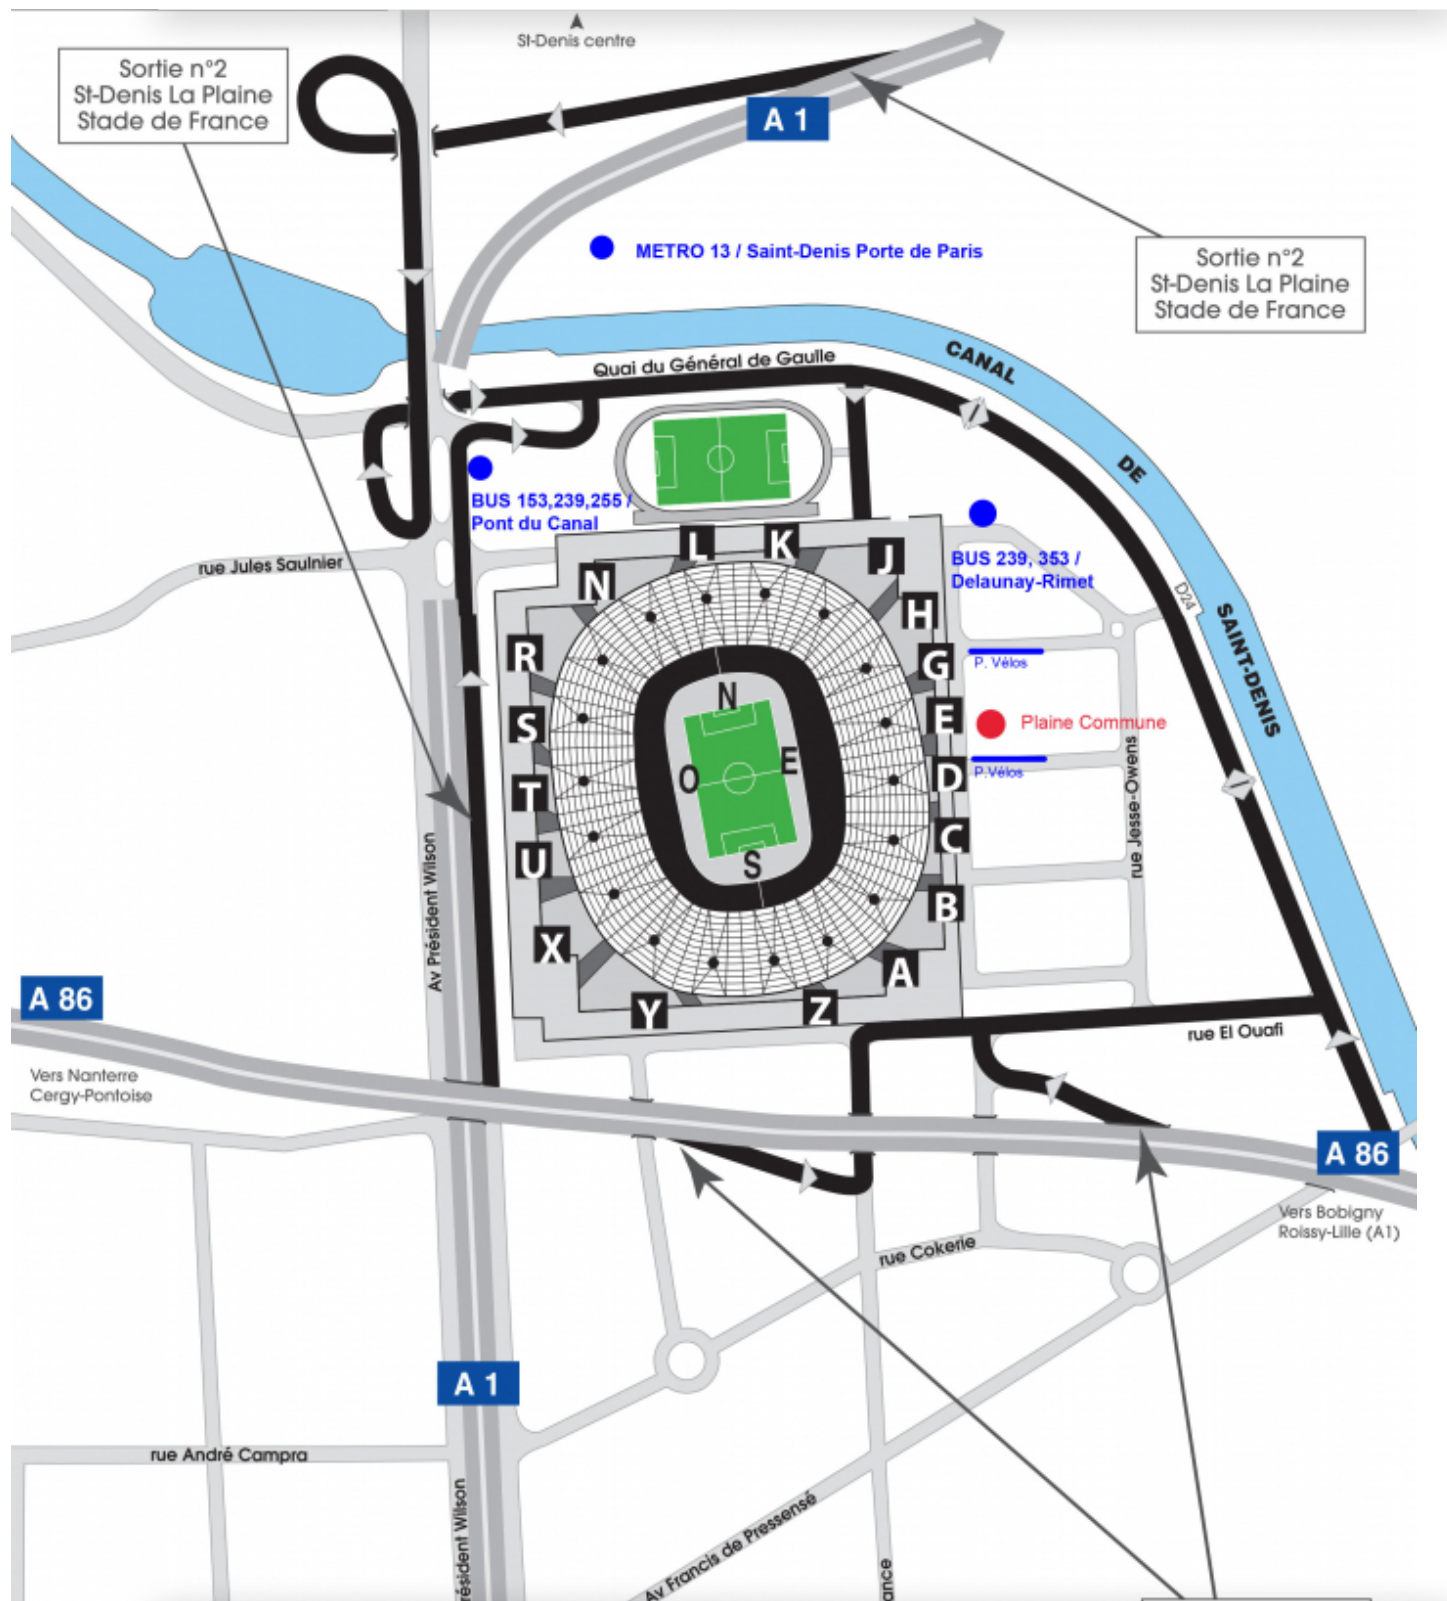 St-Denis centre
Sortie n°2
St-Denis La Plaine
Stade de France
A 1
METRO 13 / Saint-Denis Porte de Paris
Sortie n°2
St-Denis La Plaine
Stade de France
CANAL
DE
SAINT-DENIS
Quai du Général de Gaulle
BUS 153,239,255 /
Pont du Canal
BUS 239, 353 /
Delaunay-Rimet
rue Jules Saulnier
D24
L
K
J
N
H
R
G
P. Vélos
S
E
Plaine Commune
T
D
P.Vélos
U
C
B
X
A
Y
Z
N
O
E
S
rue Jesse-Owens
Av Président Wilson
A 86
Vers Nanterre
Cergy-Pontoise
rue El Ouafi
A 86
Vers Bobigny
Roissy-Lille (A1)
rue Cokerie
A 1
rue André Campra
résident Wilson
Av Francis de Pressensé
ance